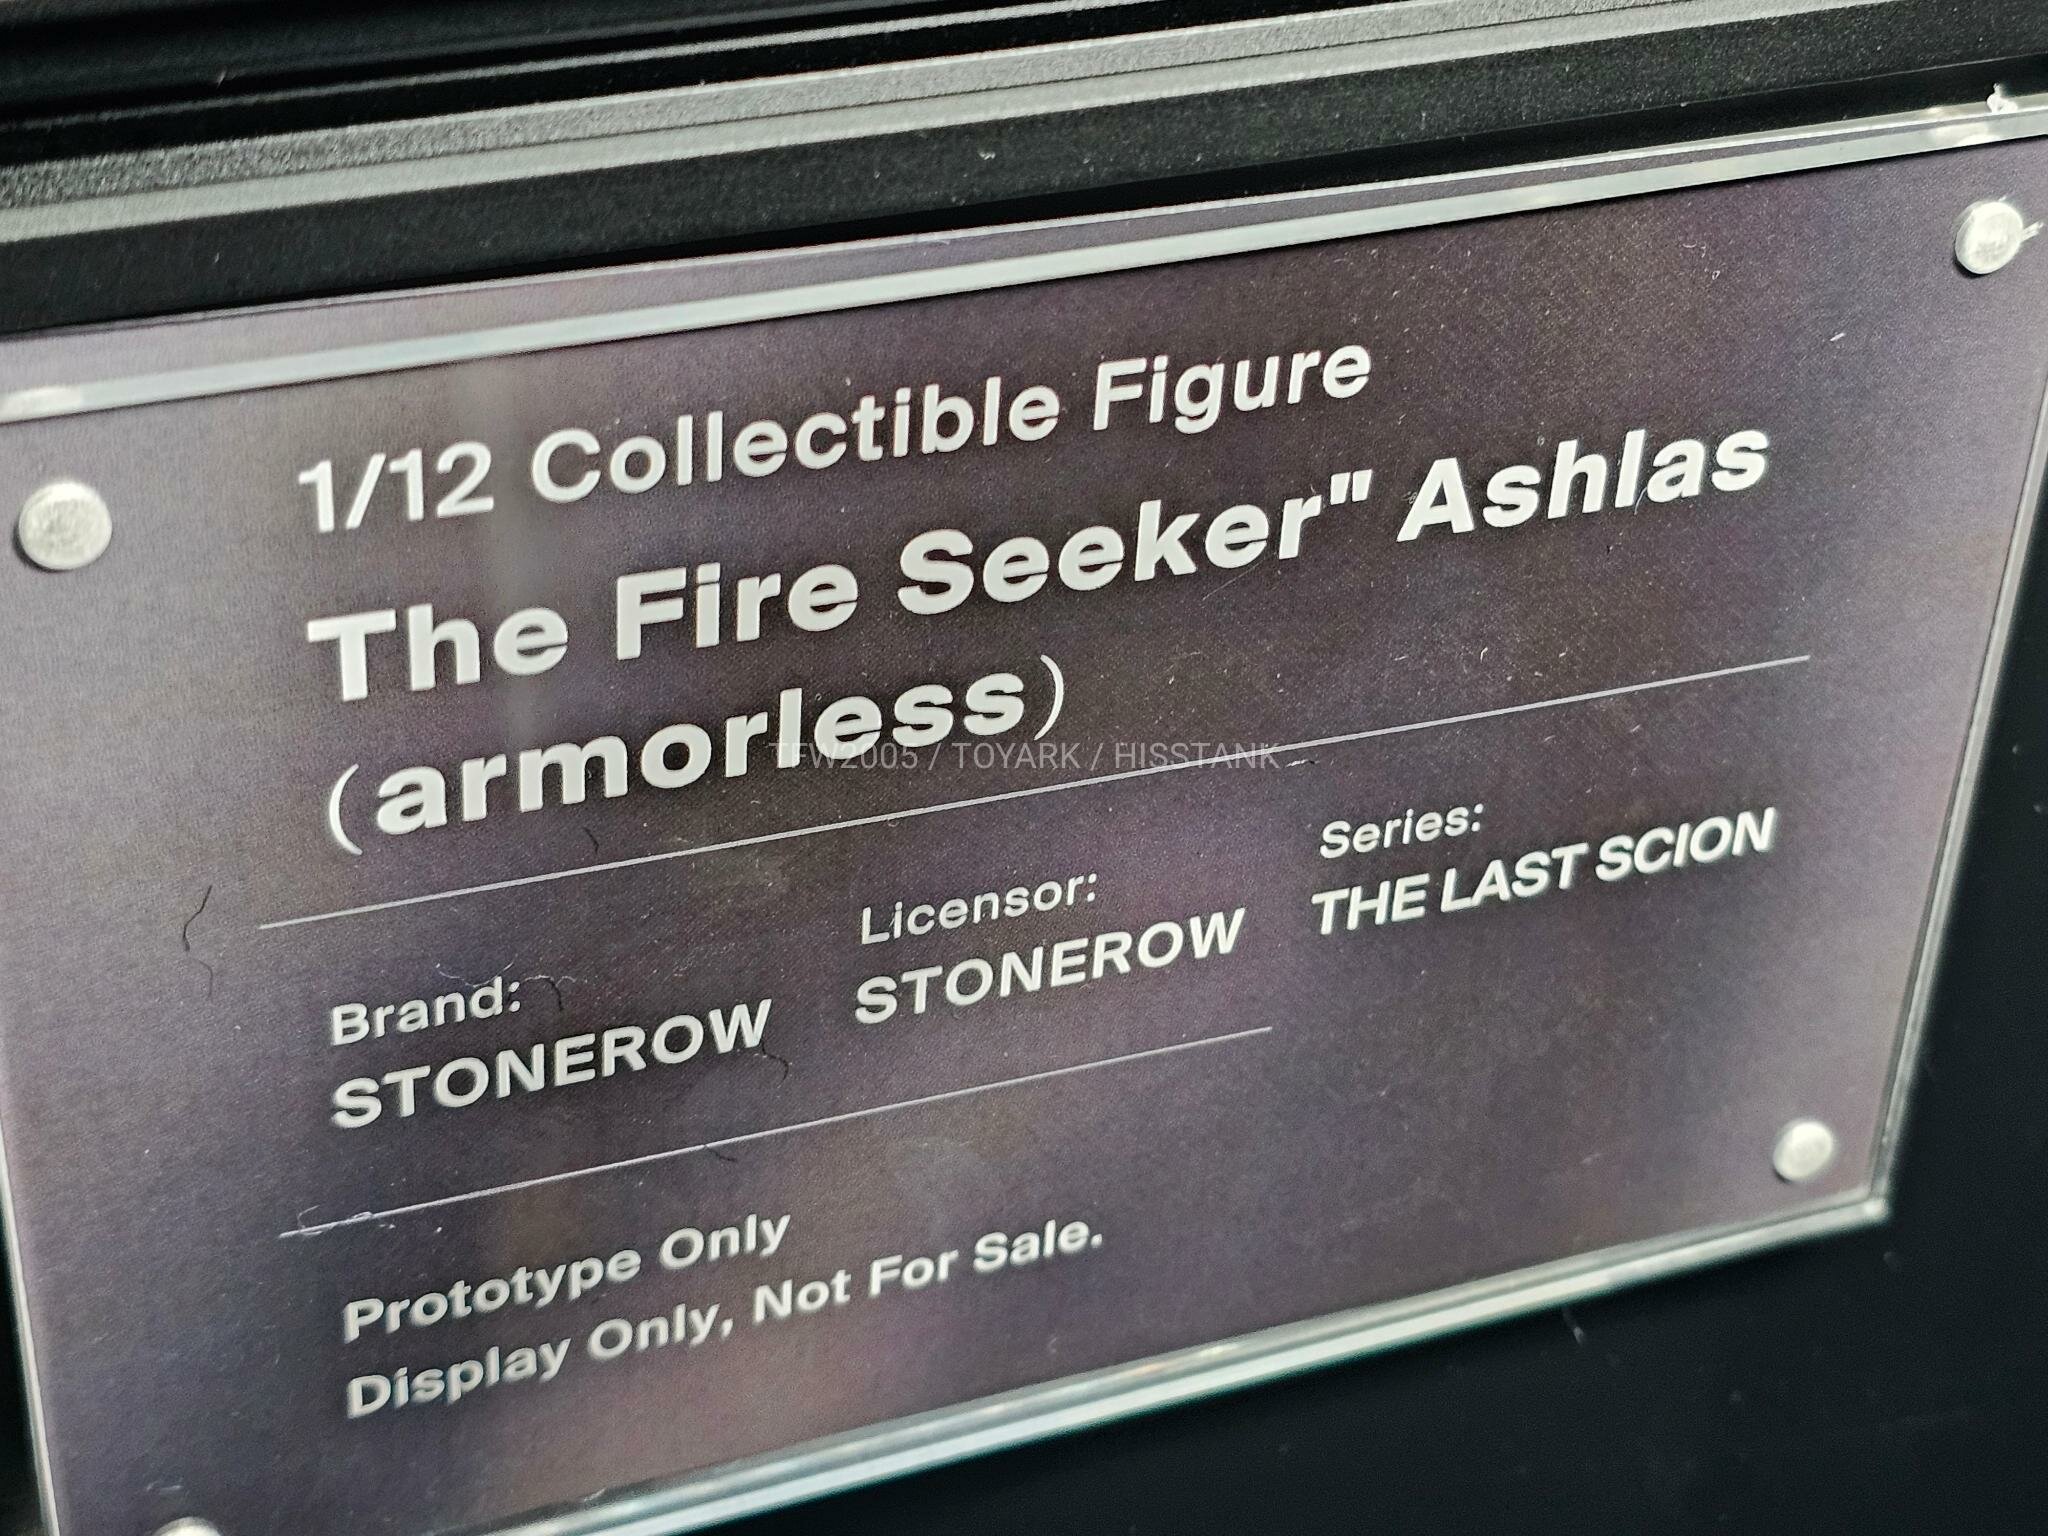 1/12 Collectible Figure
The Fire Seeker" Ashlas
(armorless)
TFW2005 / TOYARK / HISSTANK
Brand:
STONEROW
Licensor:
STONEROW
Series:
THE LAST SCION
Prototype Only
Display Only, Not For Sale.